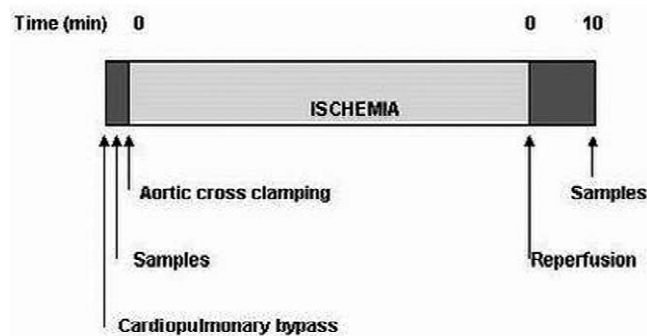 Time (min) 0 0 10
ISCHEMIA
Aortic cross clamping Samples
Samples Reperfusion
Cardiopulmonary bypass